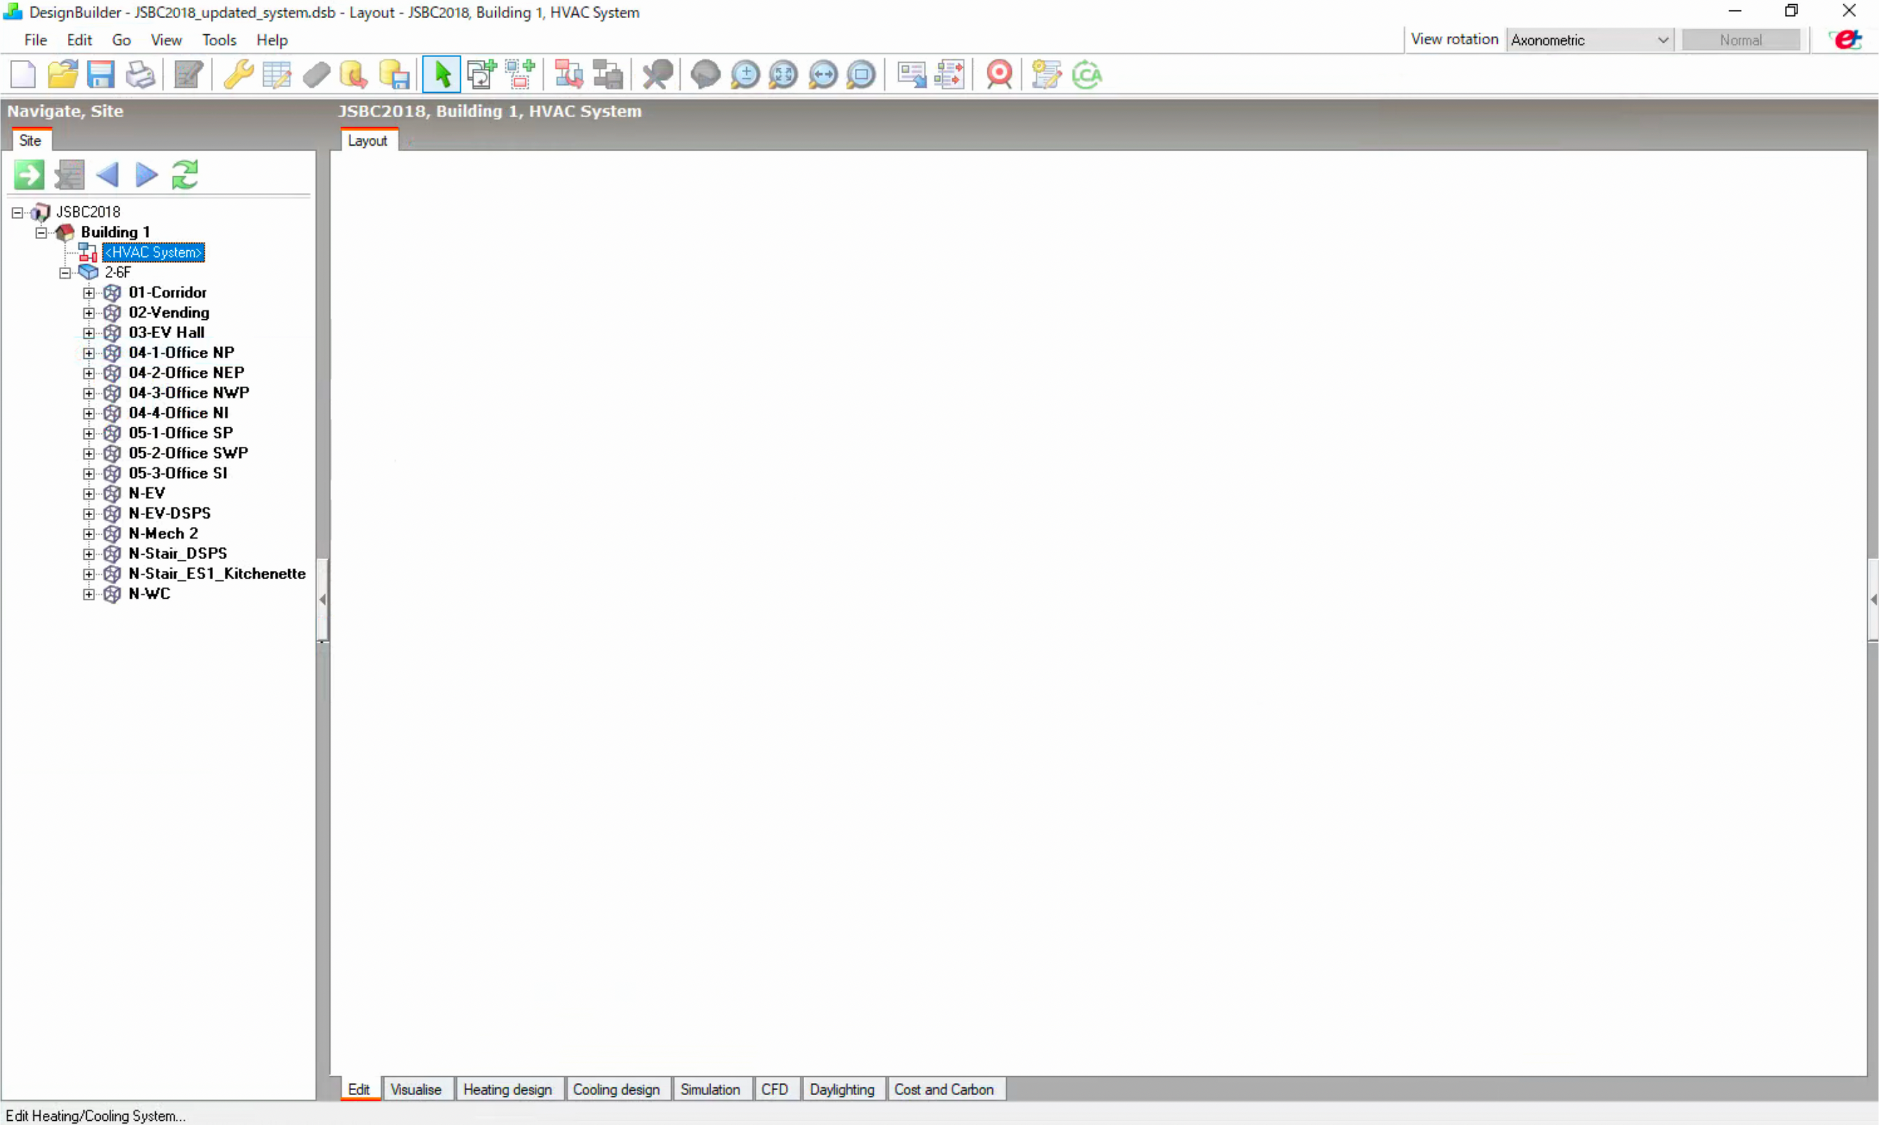 DesignBuilder - JSBC2018_updated_system.dsb - Layout - JSBC2018, Building 1, HVAC System
File Edit Go View Tools Help
View rotation Axonometric Normal
LCA
Navigate, Site
JSBC2018, Building 1, HVAC System
Site
Layout
JSBC2018
Building 1
<HVAC System>
2-6F
01-Corridor
02-Vending
03-EV Hall
04-1-Office NP
04-2-Office NEP
04-3-Office NWP
04-4-Office NI
05-1-Office SP
05-2-Office SWP
05-3-Office SI
N-EV
N-EV-DSPS
N-Mech 2
N-Stair_DSPS
N-Stair_ES1_Kitchenette
N-WC
Edit Visualise Heating design Cooling design Simulation CFD Daylighting Cost and Carbon
Edit Heating/Cooling System...